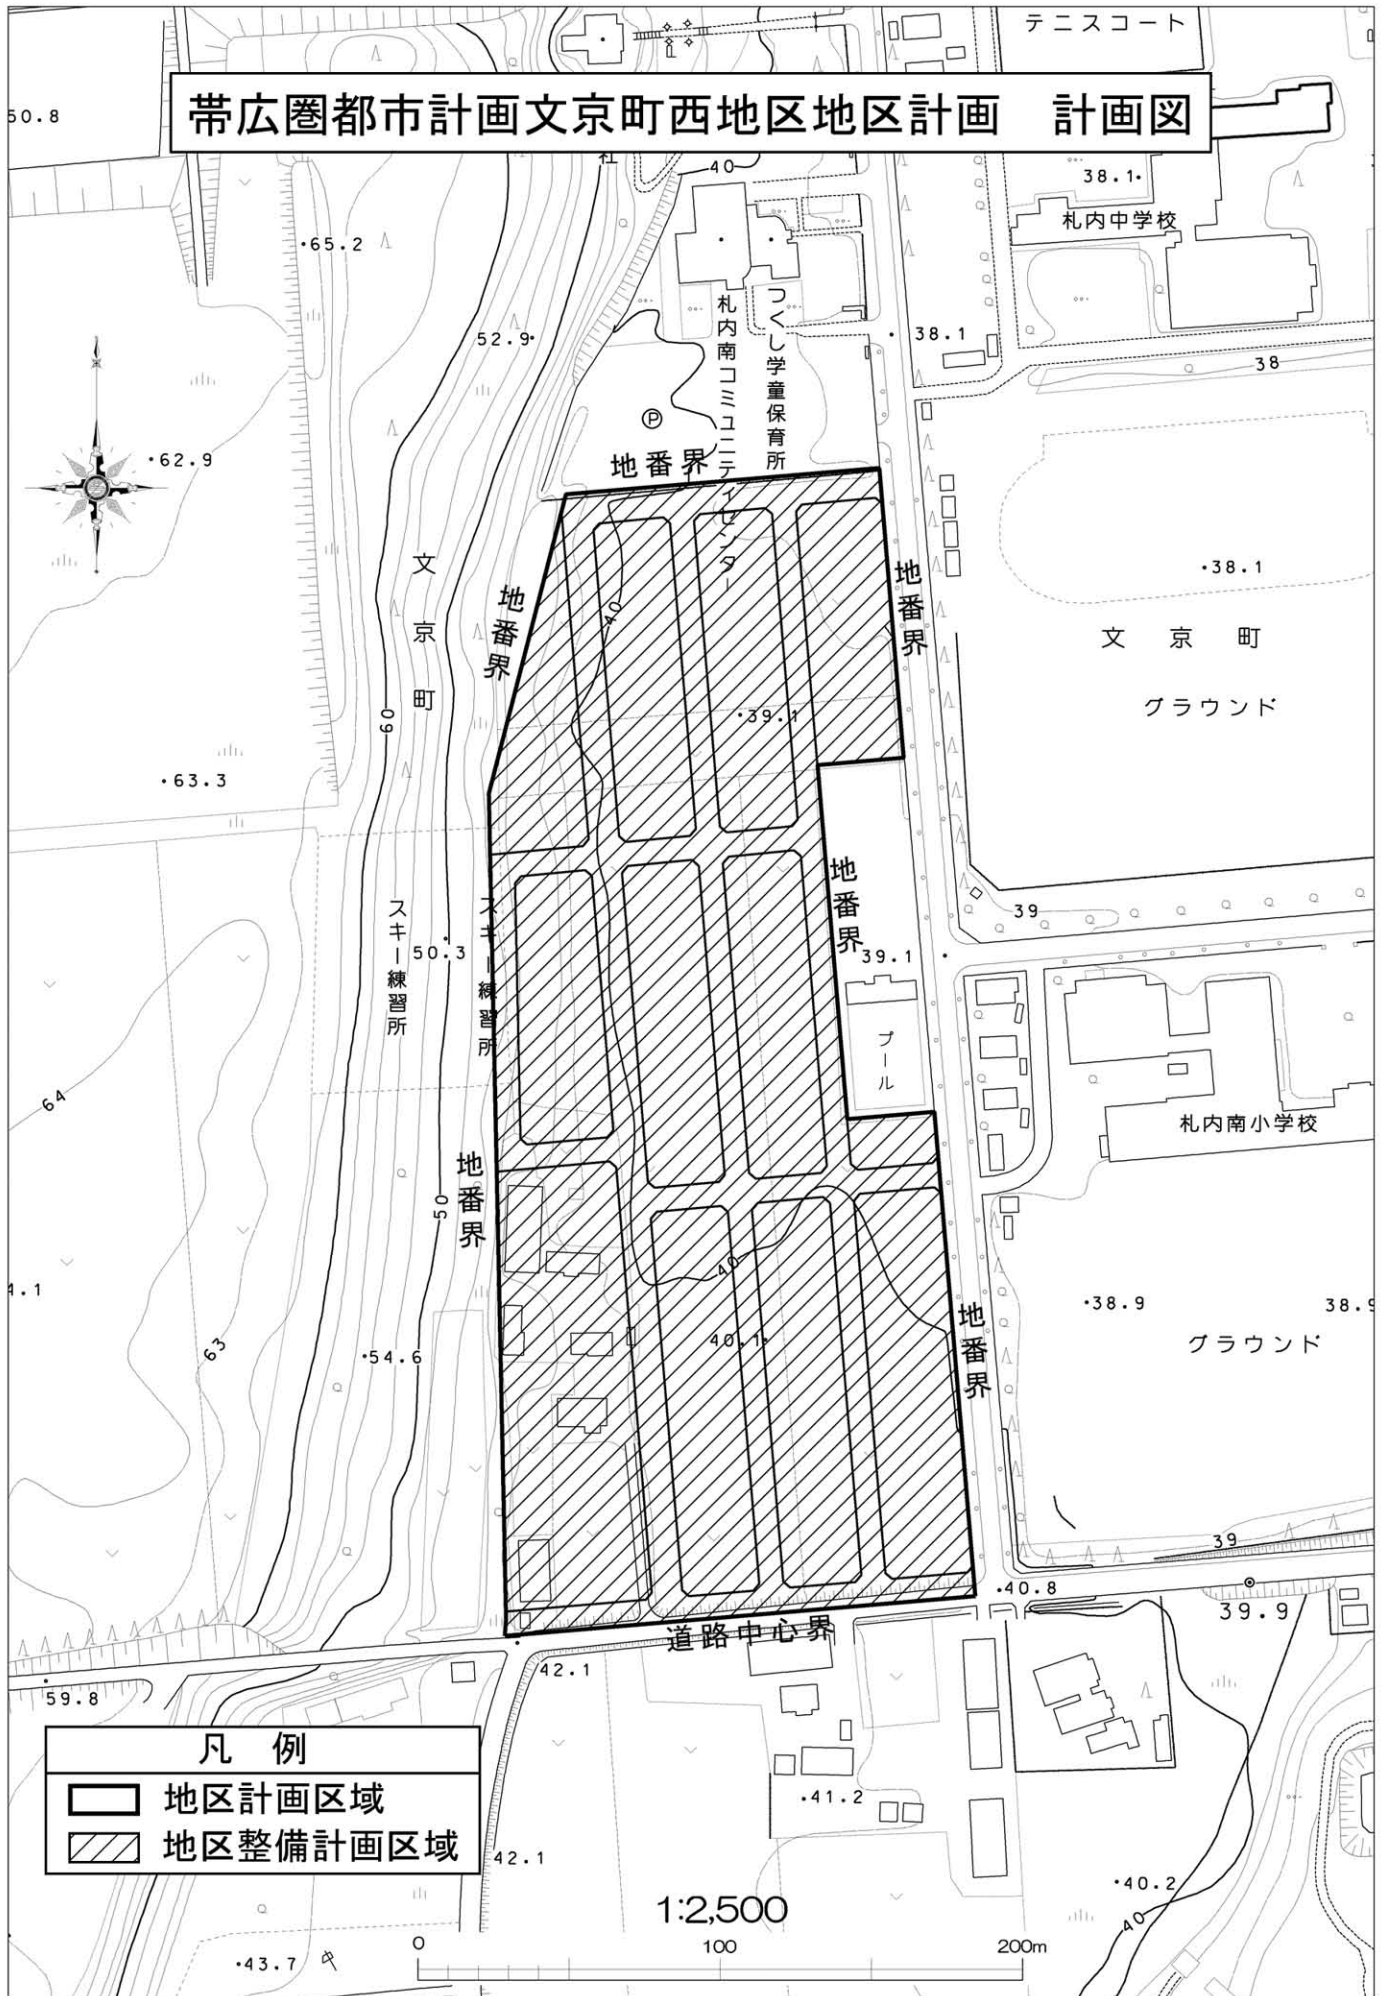 テニスコート
50.8
帯広圏都市計画文京町西地区地区計画　計画図
社
40
38.1
札内中学校
65.2
52.9
つくし学童保育所
札内南コミュニティセンター
38.1
38
P
62.9
地番界
文京町
地番界
40
地番界
38.1
文京町
グラウンド
60
39.1
63.3
地番界
スキー練習所
50.3
スキー練習所
39
39.1
プール
64
札内南小学校
地番界
50
4.1
63
54.6
40
40.1
地番界
38.9
38.9
グラウンド
39
40.8
39.9
道路中心界
42.1
59.8
凡例
地区計画区域
地区整備計画区域
41.2
42.1
40.2
40
1:2,500
0 100 200m
43.7